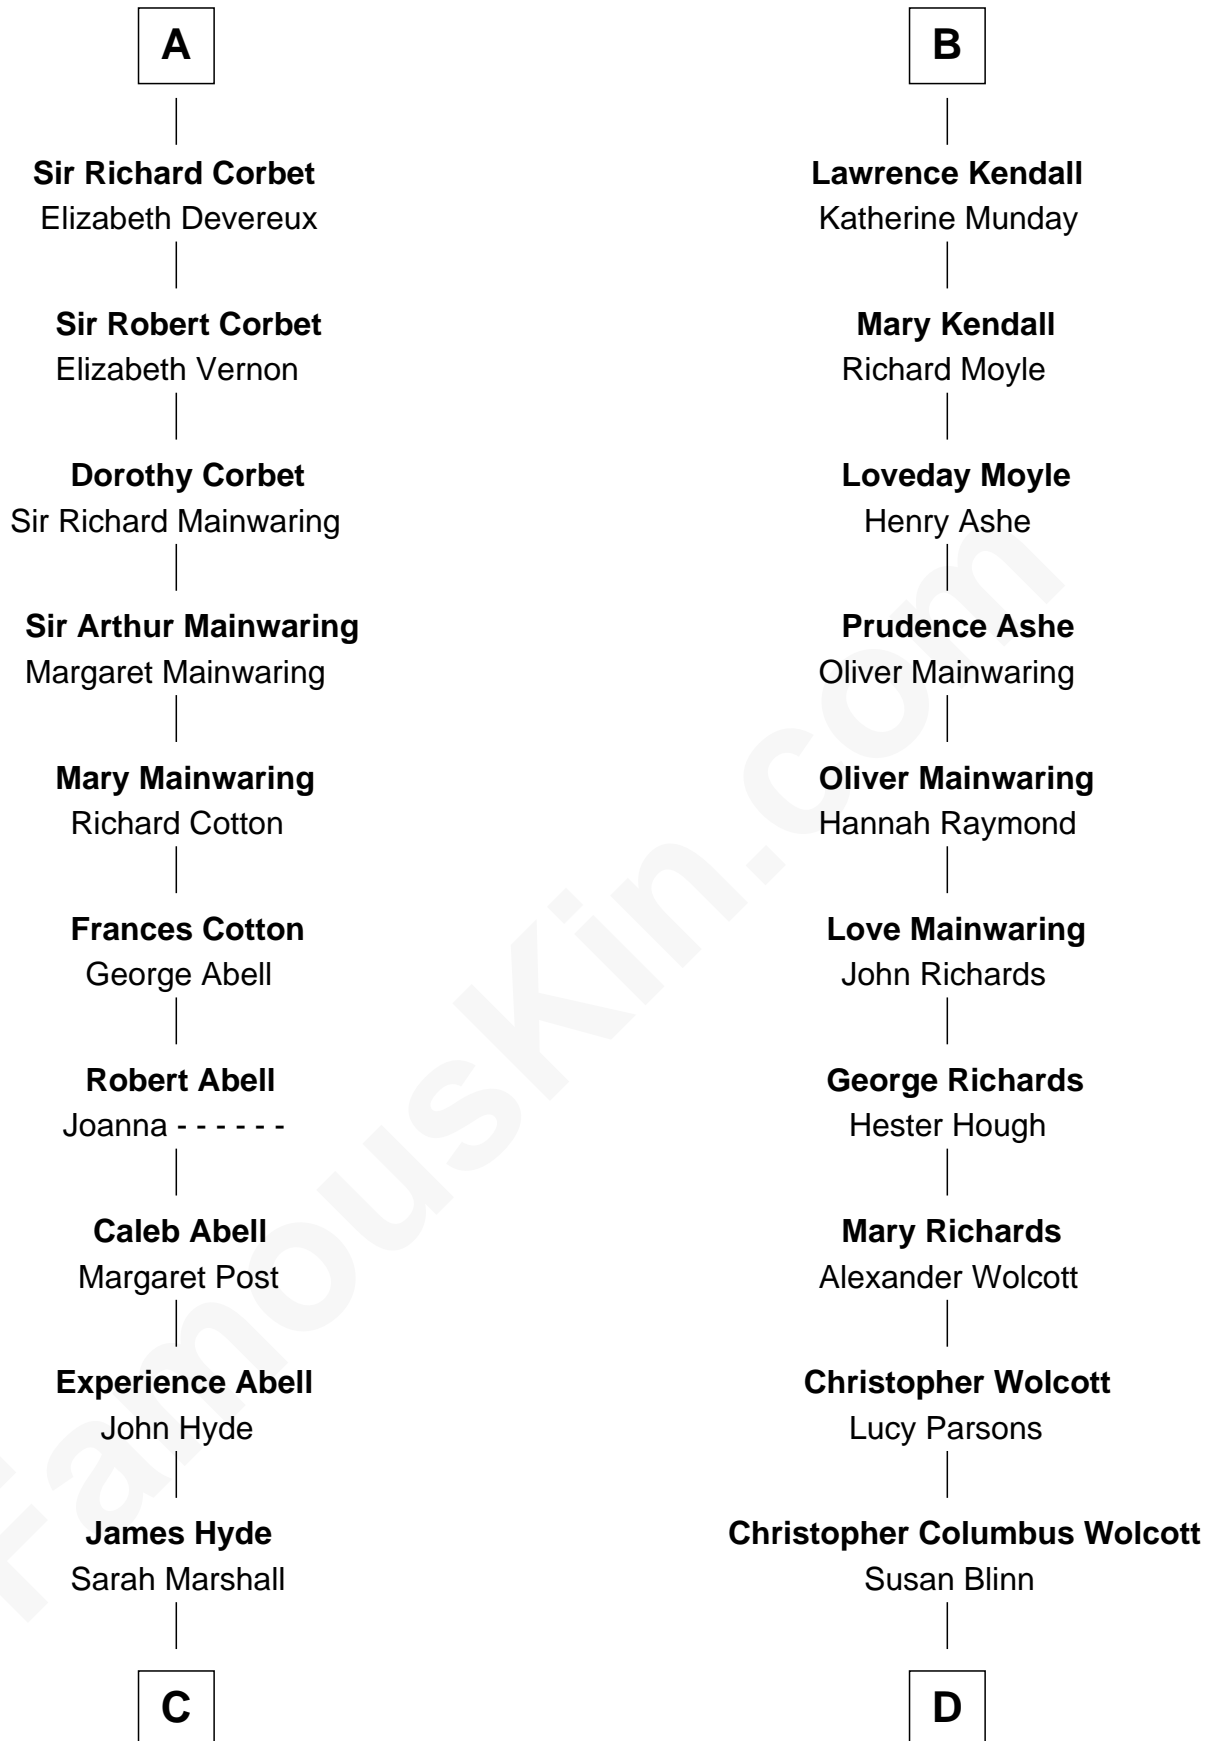 A
Sir Richard Corbet
Elizabeth Devereux
Sir Robert Corbet
Elizabeth Vernon
Dorothy Corbet
Sir Richard Mainwaring
Sir Arthur Mainwaring
Margaret Mainwaring
Mary Mainwaring
Richard Cotton
Frances Cotton
George Abell
Robert Abell
Joanna - - - - - -
Caleb Abell
Margaret Post
Experience Abell
John Hyde
James Hyde
Sarah Marshall
C
B
Lawrence Kendall
Katherine Munday
Mary Kendall
Richard Moyle
Loveday Moyle
Henry Ashe
Prudence Ashe
Oliver Mainwaring
Oliver Mainwaring
Hannah Raymond
Love Mainwaring
John Richards
George Richards
Hester Hough
Mary Richards
Alexander Wolcott
Christopher Wolcott
Lucy Parsons
Christopher Columbus Wolcott
Susan Blinn
D
FamousKin.com